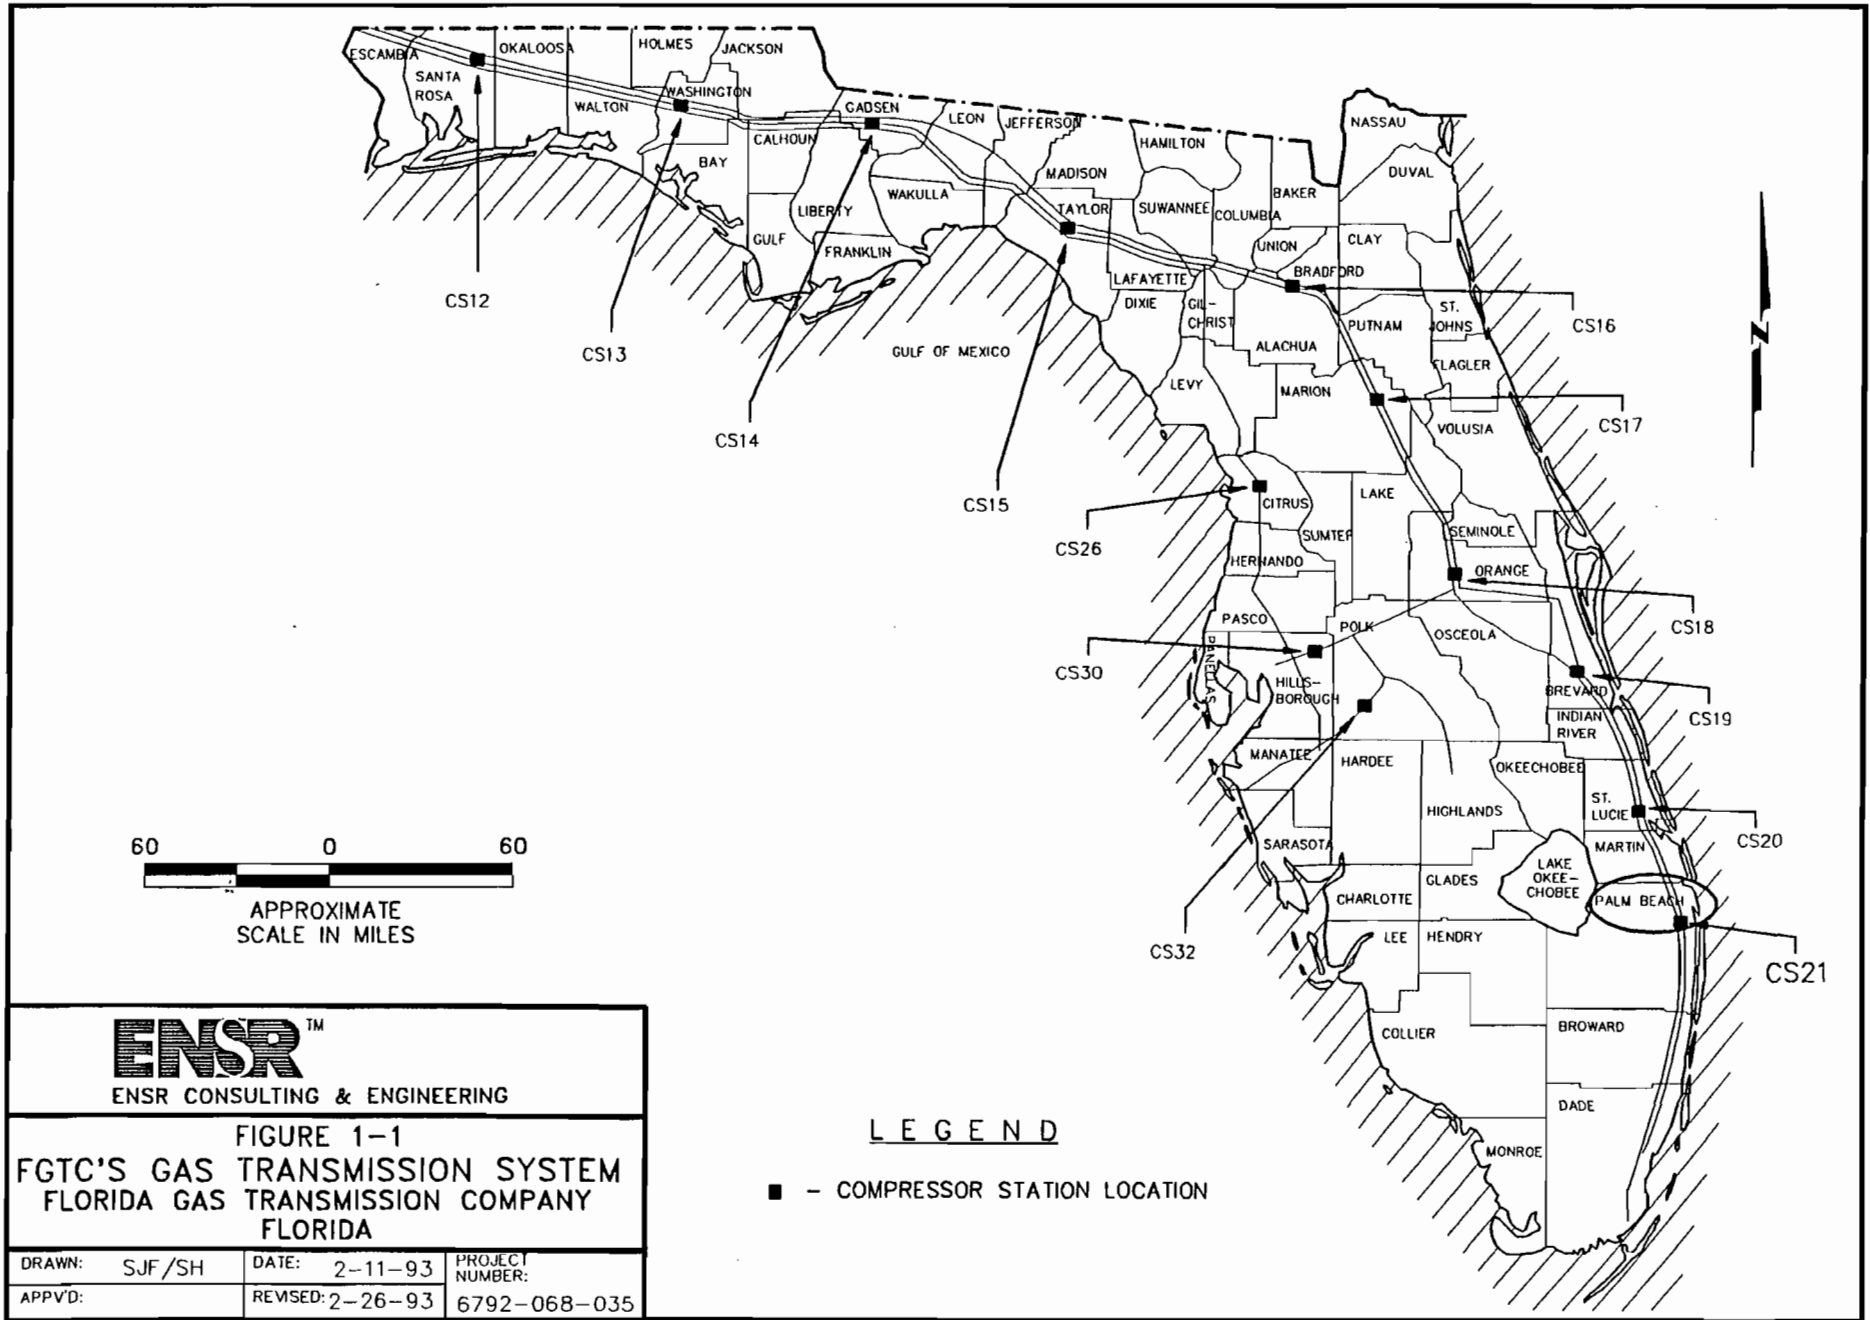 ESCAMBIA
SANTA
ROSA
OKALOOSA
WALTON
HOLMES
JACKSON
WASHINGTON
BAY
CALHOUN
GULF
LIBERTY
GADSEN
FRANKLIN
LEON
WAKULLA
JEFFERSON
MADISON
TAYLOR
HAMILTON
SUWANNEE
LAFAYETTE
DIXIE
COLUMBIA
BAKER
UNION
BRADFORD
GIL-
CHRIST
NASSAU
DUVAL
CLAY
ST.
JOHNS
PUTNAM
ALACHUA
FLAGLER
LEVY
MARION
VOLUSIA
CITRUS
SUMTER
LAKE
SEMINOLE
HERNANDO
ORANGE
PASCO
POLK
OSCEOLA
PANELLAS
HILLS-
BOROUGH
BREVARD
INDIAN
RIVER
MANATEE
HARDEE
OKEECHOBEE
HIGHLANDS
ST.
LUCIE
SARASOTA
MARTIN
LAKE
OKEE-
CHOBEE
GLADES
CHARLOTTE
PALM BEACH
LEE
HENDRY
COLLIER
BROWARD
DADE
MONROE
GULF OF MEXICO
CS12
CS13
CS14
CS15
CS16
CS17
CS26
CS18
CS30
CS19
CS20
CS32
CS21
N
60 0 60
APPROXIMATE
SCALE IN MILES
ENSR™
ENSR CONSULTING & ENGINEERING
FIGURE 1-1
FGTC'S GAS TRANSMISSION SYSTEM
FLORIDA GAS TRANSMISSION COMPANY
FLORIDA
DRAWN: SJF/SH
DATE: 2-11-93
PROJECT
NUMBER:
APPV'D:
REVISED: 2-26-93
6792-068-035
LEGEND
■ - COMPRESSOR STATION LOCATION